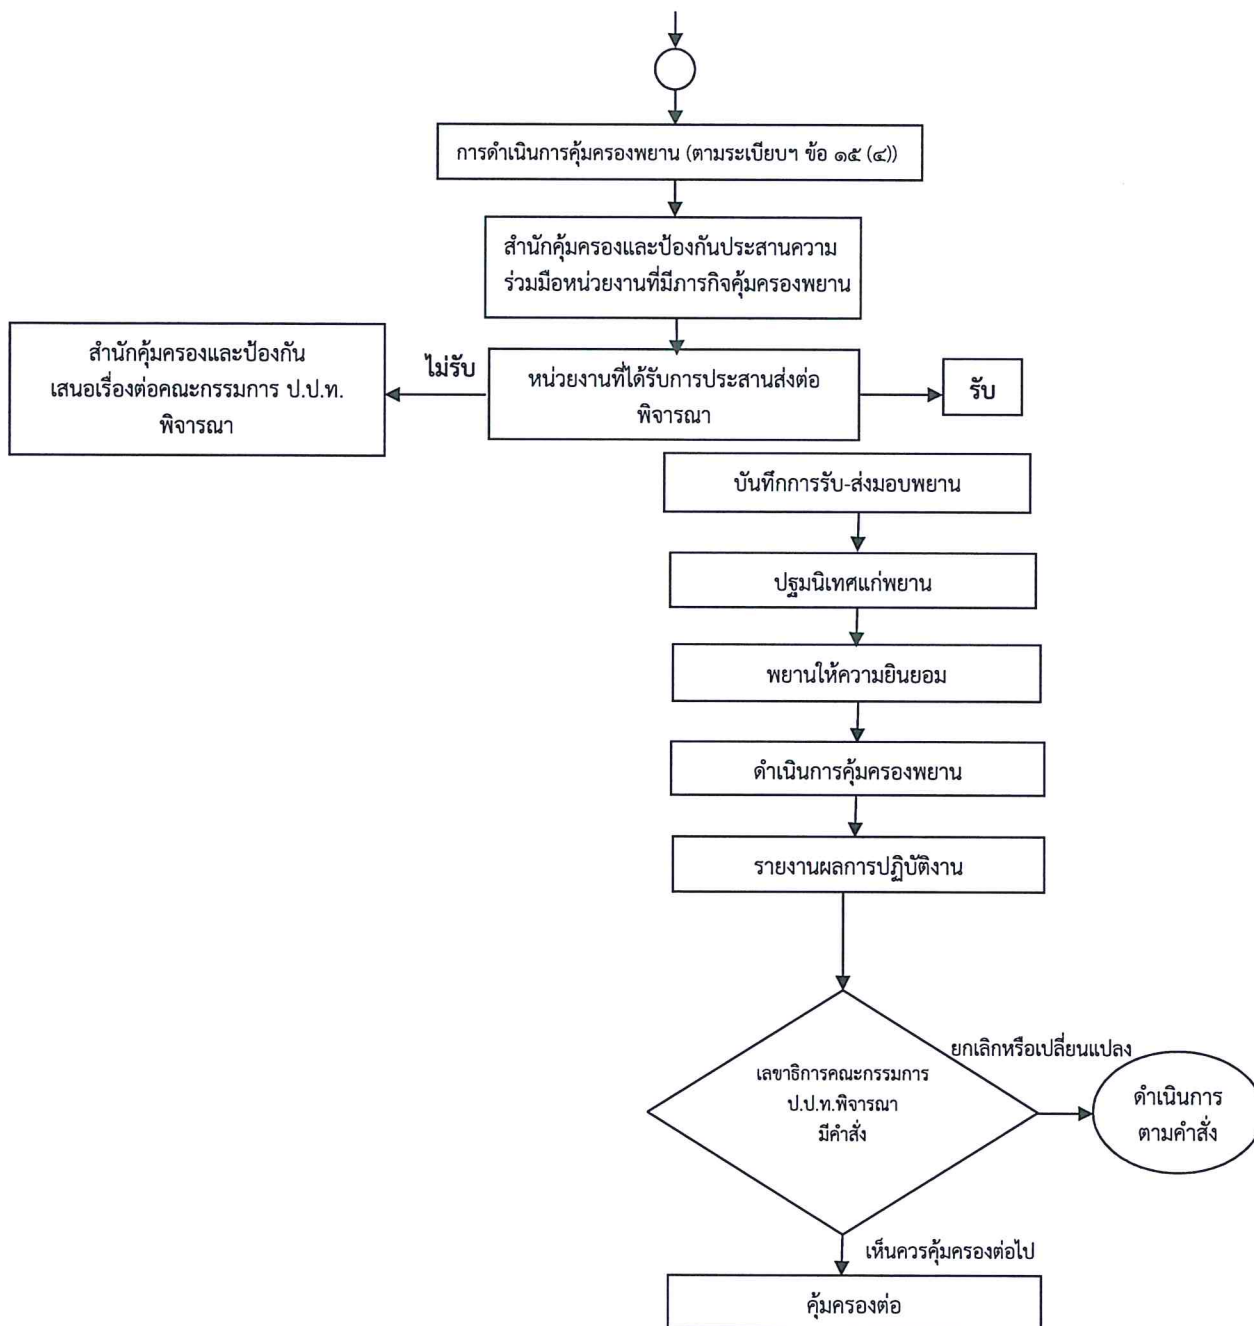 การดำเนินการคุ้มครองพยาน (ตามระเบียบฯ ข้อ ๑๕ (๔))
สำนักคุ้มครองและป้องกันประสานความ
ร่วมมือหน่วยงานที่มีภารกิจคุ้มครองพยาน
สำนักคุ้มครองและป้องกัน
เสนอเรื่องต่อคณะกรรมการ ป.ป.ท.
พิจารณา
ไม่รับ
หน่วยงานที่ได้รับการประสานส่งต่อ
พิจารณา
รับ
บันทึกการรับ-ส่งมอบพยาน
ปฐมนิเทศแก่พยาน
พยานให้ความยินยอม
ดำเนินการคุ้มครองพยาน
รายงานผลการปฏิบัติงาน
เลขาธิการคณะกรรมการ
ป.ป.ท.พิจารณา
มีคำสั่ง
ยกเลิกหรือเปลี่ยนแปลง
ดำเนินการ
ตามคำสั่ง
เห็นควรคุ้มครองต่อไป
คุ้มครองต่อ